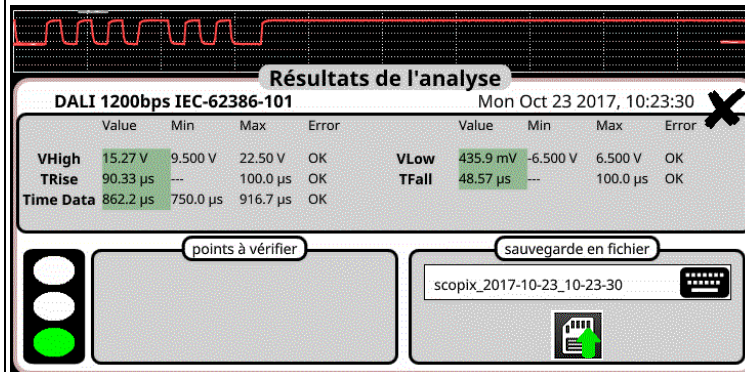 Résultats de l'analyse
DALI 1200bps IEC-62386-101 Mon Oct 23 2017, 10:23:30
Value Min Max Error Value Min Max Error
VHigh 15.27 V 9.500 V 22.50 V OK VLow 435.9 mV -6.500 V 6.500 V OK
TRise 90.33 µs --- 100.0 µs OK TFall 48.57 µs --- 100.0 µs OK
Time Data 862.2 µs 750.0 µs 916.7 µs OK
points à vérifier sauvegarde en fichier
scopix_2017-10-23_10-23-30